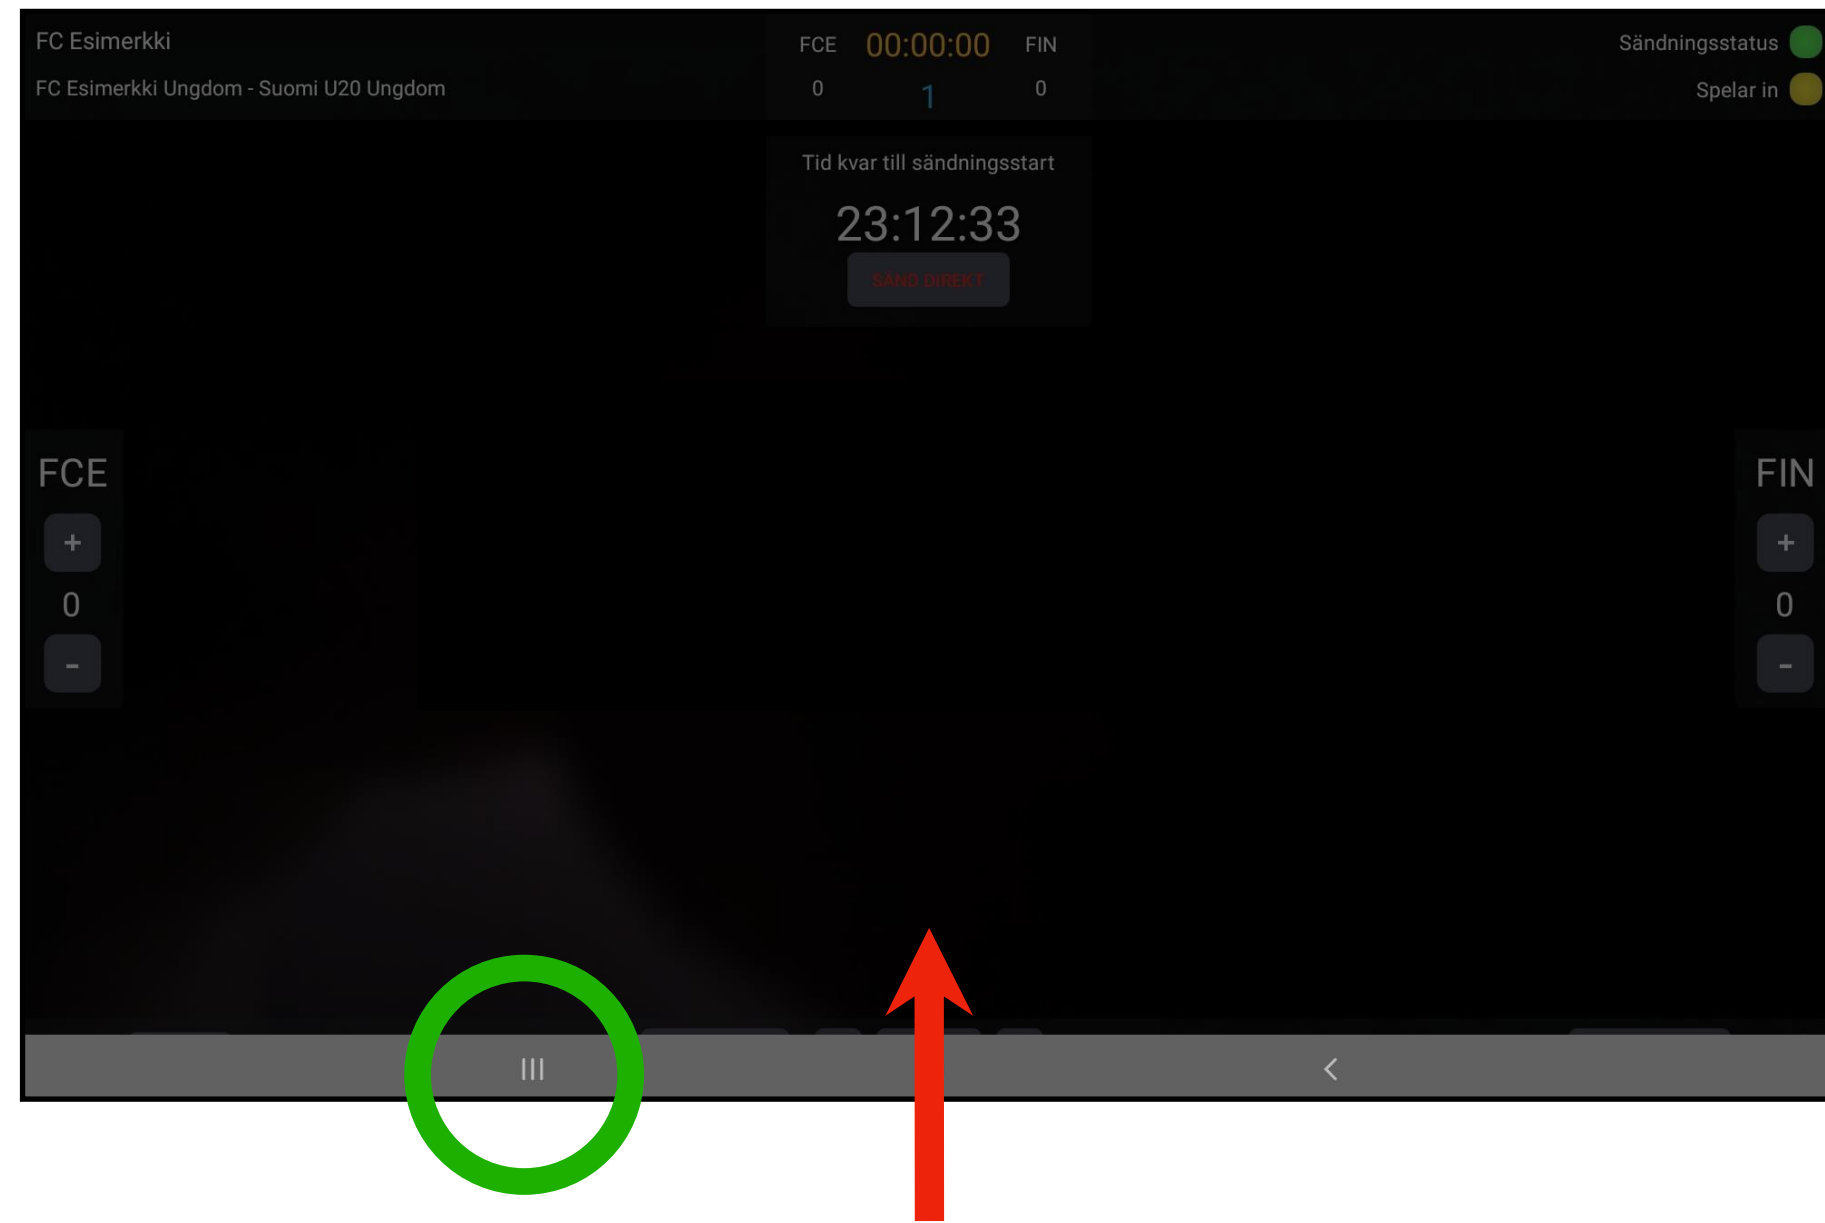 FC Esimerkki
FC Esimerkki Ungdom - Suomi U20 Ungdom
FCE 00:00:00 FIN
0 1 0
Sändningsstatus
Spelar in
Tid kvar till sändningsstart
23:12:33
SÄND DIREKT
FCE
+
0
-
FIN
+
0
-